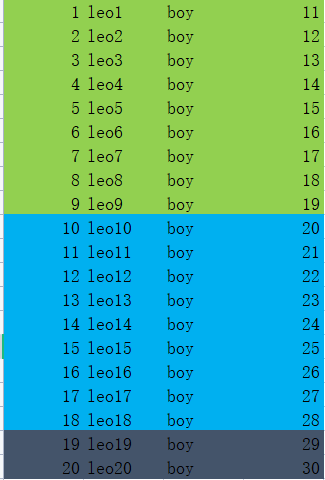 1 leo1 boy 11
2 leo2 boy 12
3 leo3 boy 13
4 leo4 boy 14
5 leo5 boy 15
6 leo6 boy 16
7 leo7 boy 17
8 leo8 boy 18
9 leo9 boy 19
10 leo10 boy 20
11 leo11 boy 21
12 leo12 boy 22
13 leo13 boy 23
14 leo14 boy 24
15 leo15 boy 25
16 leo16 boy 26
17 leo17 boy 27
18 leo18 boy 28
19 leo19 boy 29
20 leo20 boy 30